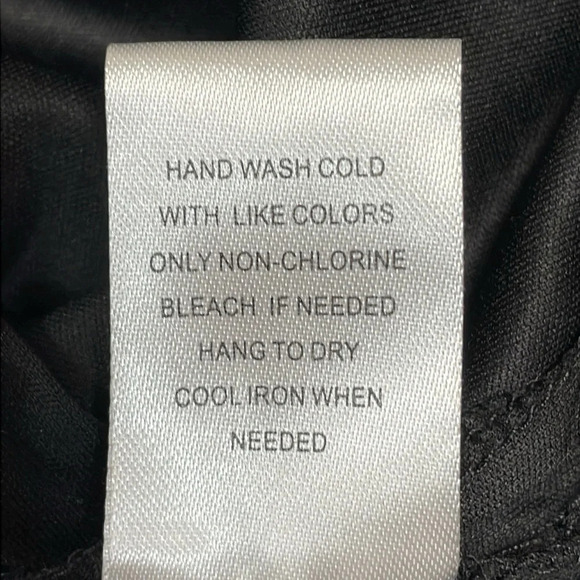 HAND WASH COLD
WITH LIKE COLORS
ONLY NON-CHLORINE
BLEACH IF NEEDED
HANG TO DRY
COOL IRON WHEN
NEEDED